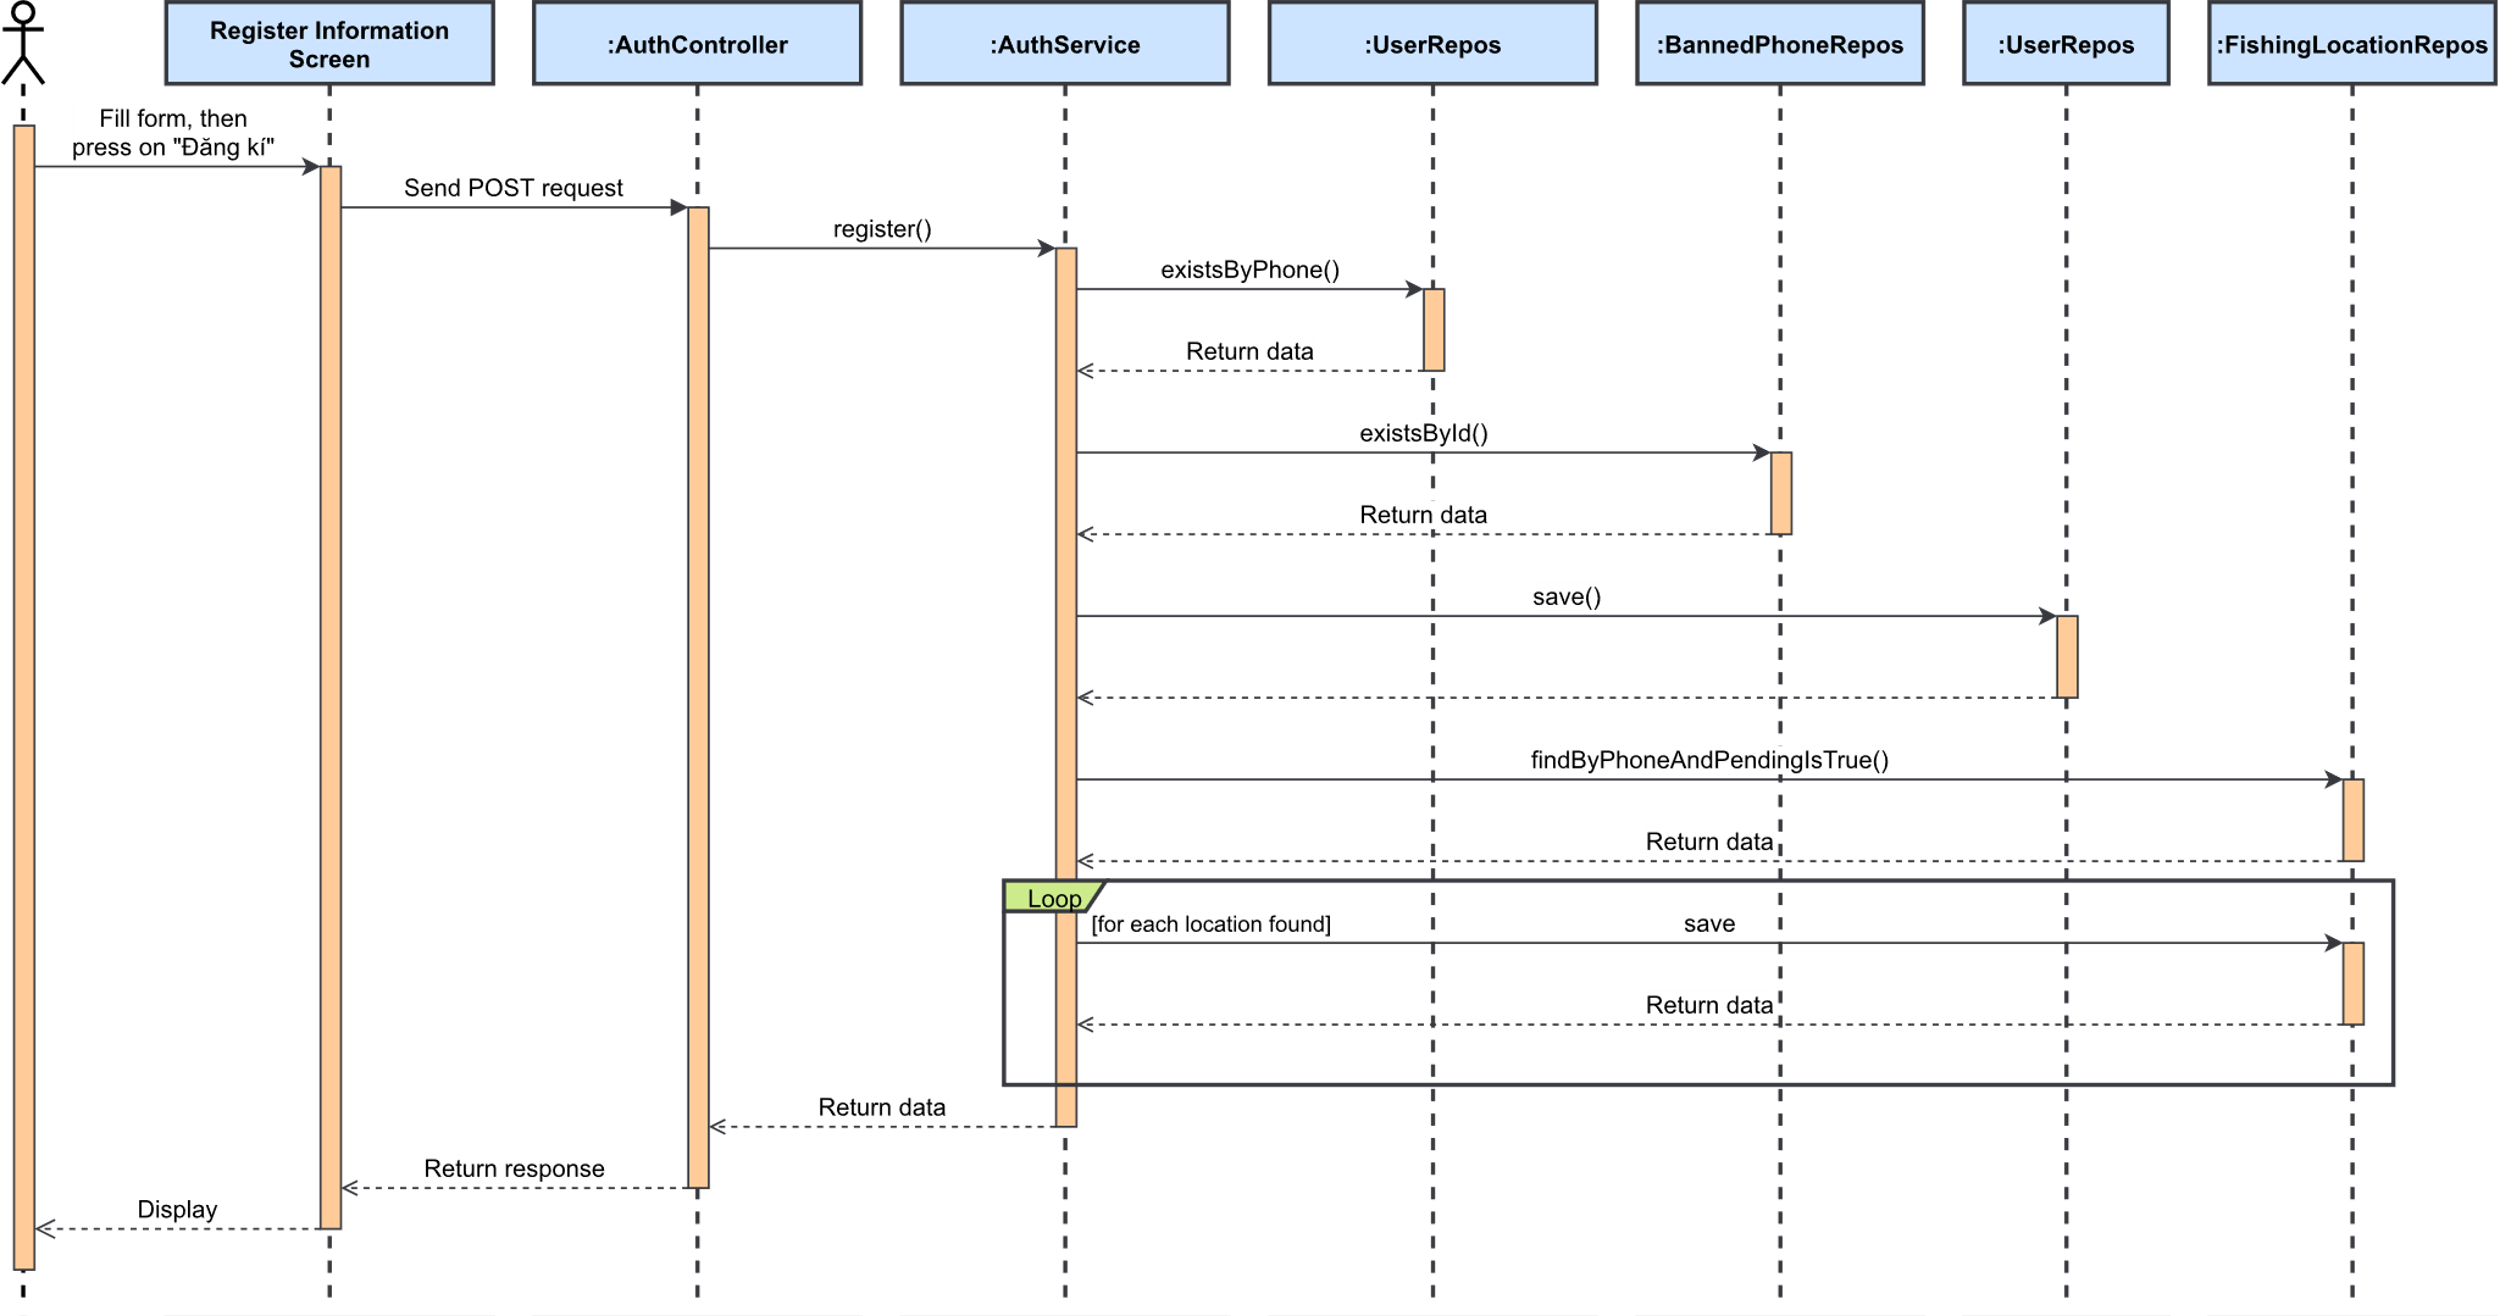 Register Information
Screen
:AuthController
:AuthService
:UserRepos
:BannedPhoneRepos
:UserRepos
:FishingLocationRepos
Fill form, then
press on "Đăng kí"
Send POST request
register()
existsByPhone()
Return data
existsById()
Return data
save()
findByPhoneAndPendingIsTrue()
Return data
Loop
[for each location found]
save
Return data
Return data
Return response
Display